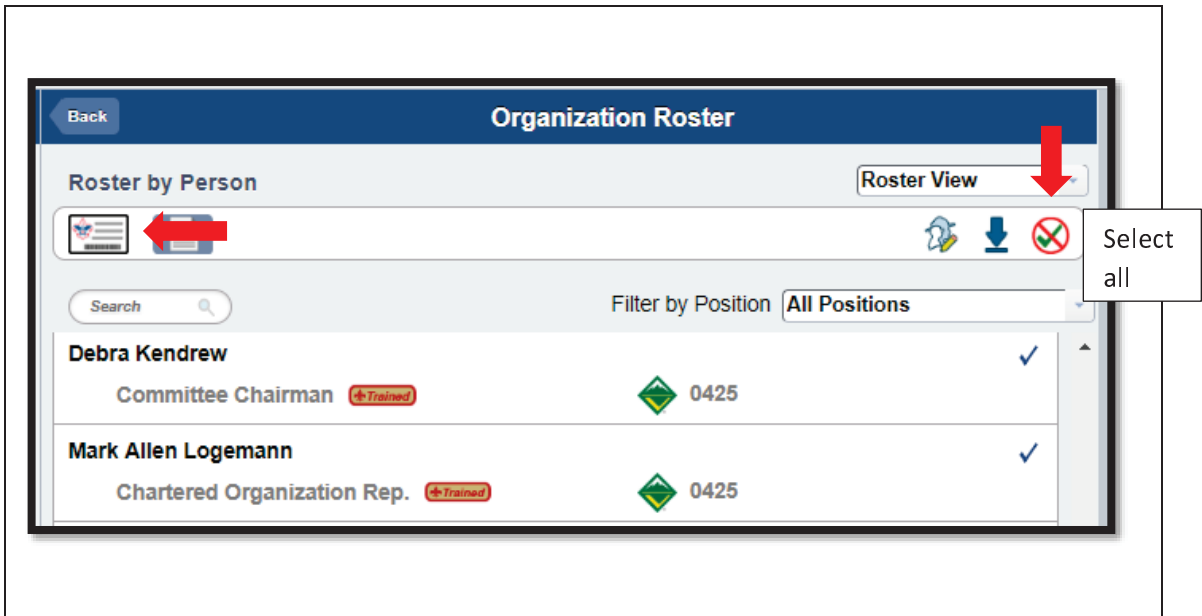 Back
Organization Roster
Roster by Person
Roster View
Select
all
Search
Filter by Position All Positions
Debra Kendrew
Committee Chairman +Trained 0425
Mark Allen Logemann
Chartered Organization Rep. +Trained 0425